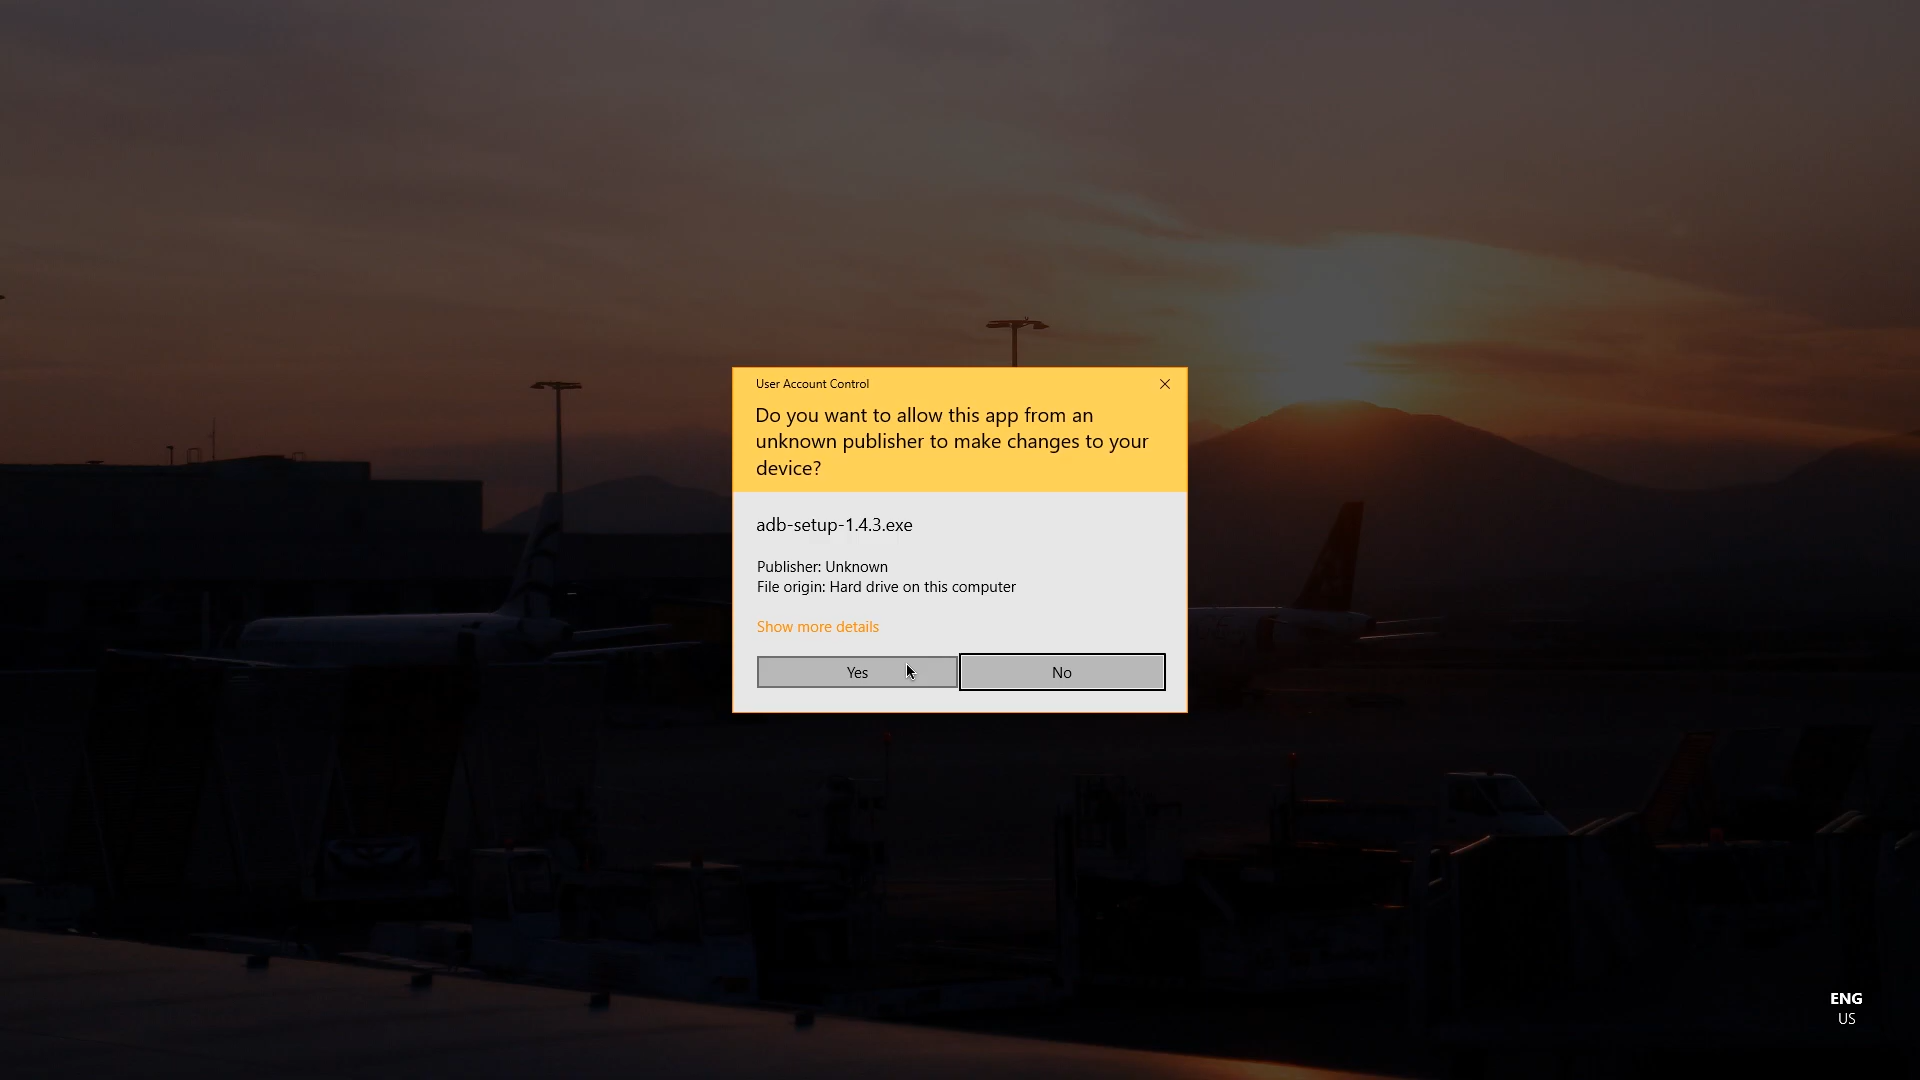 User Account Control
Do you want to allow this app from an
unknown publisher to make changes to your
device?
adb-setup-1.4.3.exe
Publisher: Unknown
File origin: Hard drive on this computer
Show more details
Yes
No
ENG
US